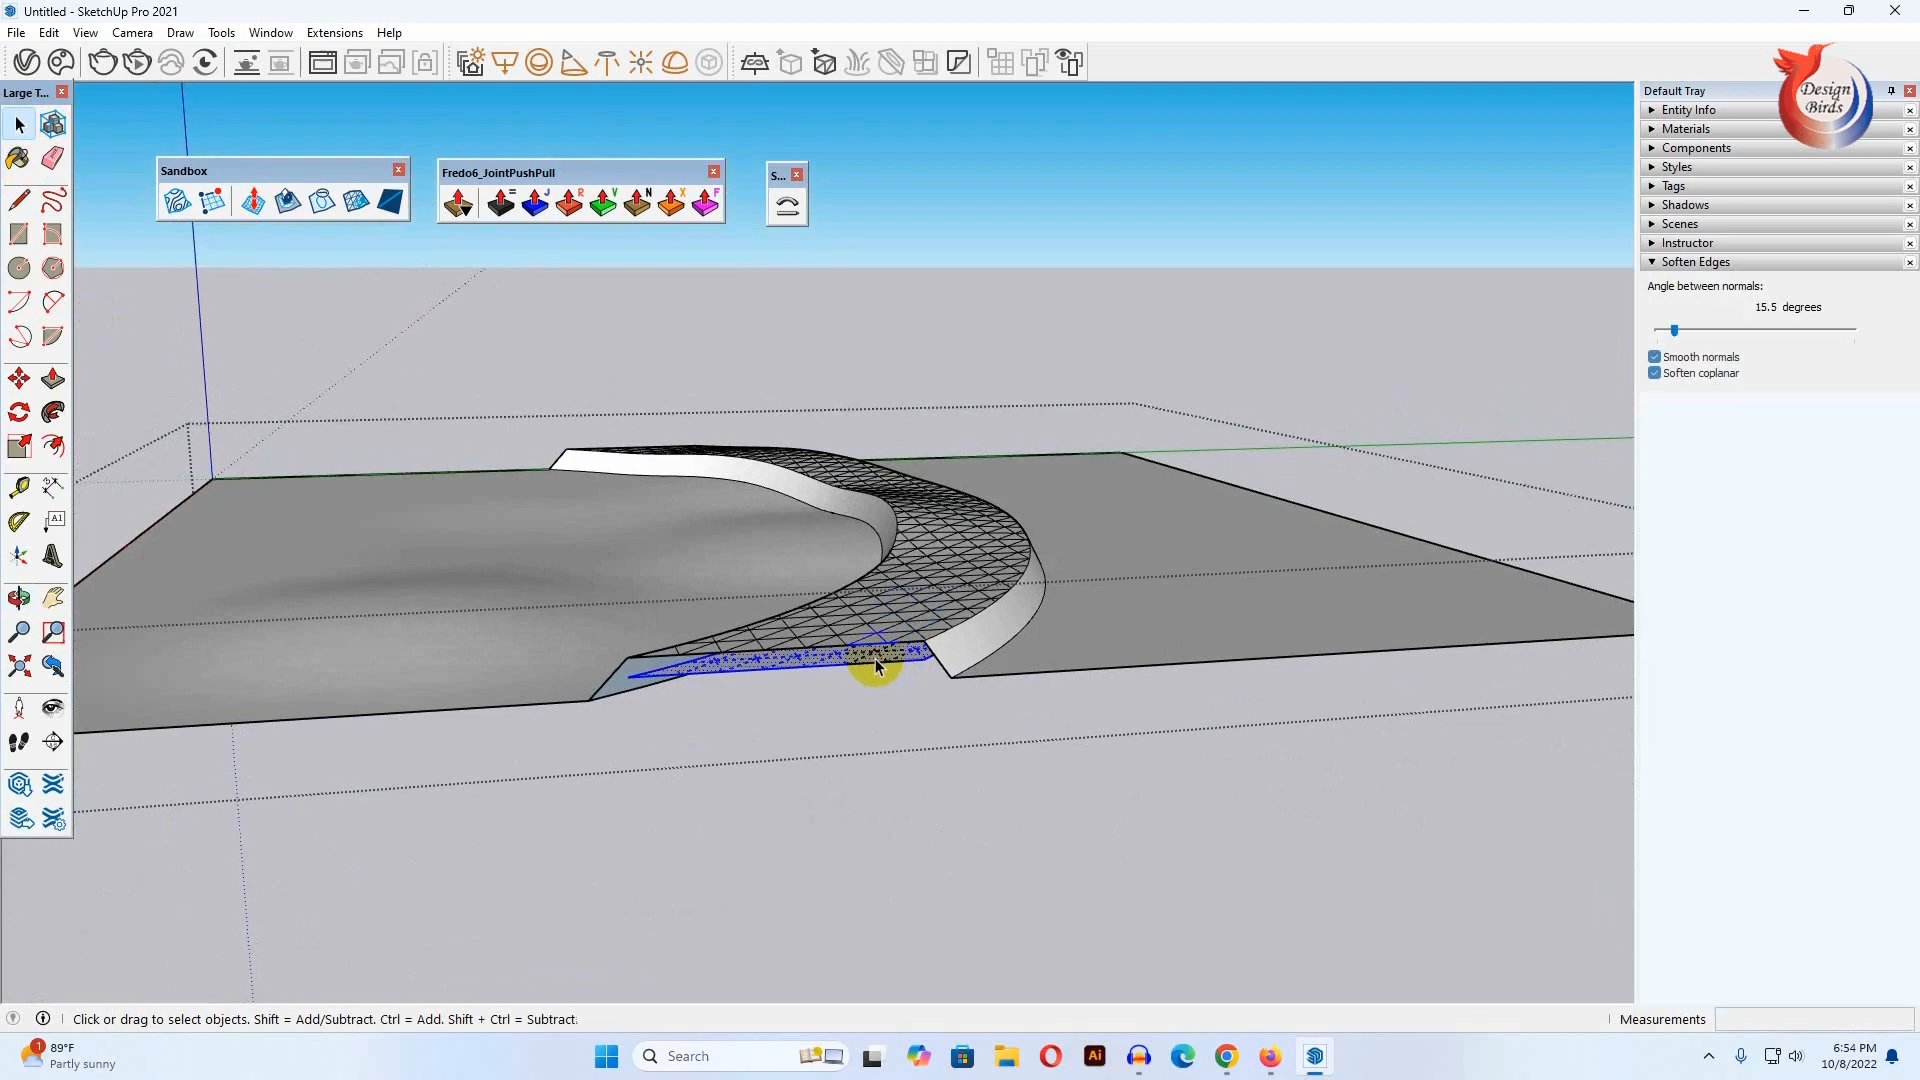 Untitled - SketchUp Pro 2021
File Edit View Camera Draw Tools Window Extensions Help
Large T...
Default Tray
Design
Birds
Entity Info
Materials
Components
Styles
Tags
Shadows
Scenes
Instructor
Soften Edges
Angle between normals:
15.5 degrees
Smooth normals
Soften coplanar
Sandbox
Fredo6_JointPushPull
S...
= J R V N X F
A1
Click or drag to select objects. Shift = Add/Subtract. Ctrl = Add. Shift + Ctrl = Subtract.
Measurements
1
89°F
Partly sunny
Search
Ai
6:54 PM
10/8/2022